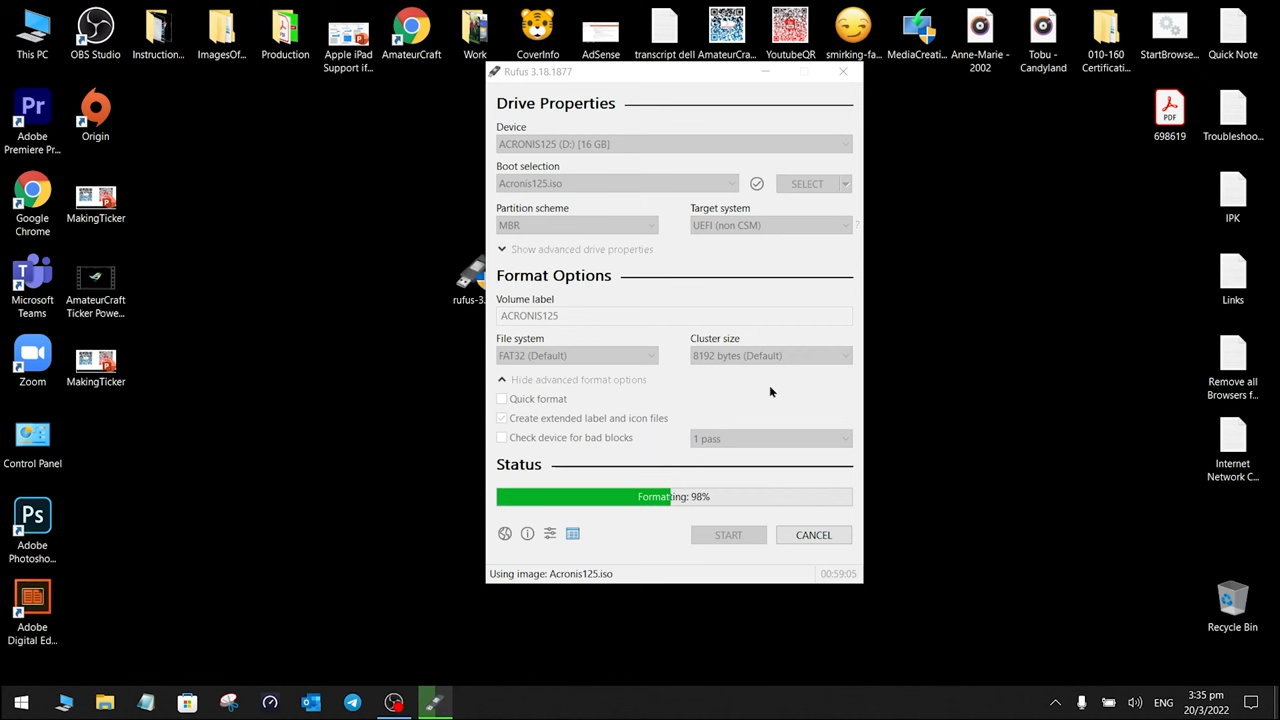 This PC
OBS Studio
Instruction...
ImagesOf...
Production
Apple iPad
Support if...
AmateurCraft
Work
CoverInfo
AdSense
transcript dell
AmateurCra...
YoutubeQR
smirking-fa...
MediaCreati...
Anne-Marie -
2002
Tobu -
Candyland
010-160
Certificati...
StartBrowse...
Quick Note
Adobe
Premiere Pr...
Origin
PDF
698619
Troubleshoo...
Google
Chrome
MakingTicker
IPK
Microsoft
Teams
AmateurCraft
Ticker Powe...
rufus-3.
Links
Zoom
MakingTicker
Remove all
Browsers f...
Control Panel
Internet
Network C...
Adobe
Photosho...
Adobe
Digital Ed...
Recycle Bin
Rufus 3.18.1877
Drive Properties
Device
ACRONIS125 (D:) [16 GB]
Boot selection
Acronis125.iso
SELECT
Partition scheme
Target system
MBR
UEFI (non CSM)
?
Show advanced drive properties
Format Options
Volume label
ACRONIS125
File system
Cluster size
FAT32 (Default)
8192 bytes (Default)
Hide advanced format options
Quick format
Create extended label and icon files
Check device for bad blocks
1 pass
Status
Formatting: 98%
START
CANCEL
Using image: Acronis125.iso
00:59:05
ENG
3:35 pm
20/3/2022